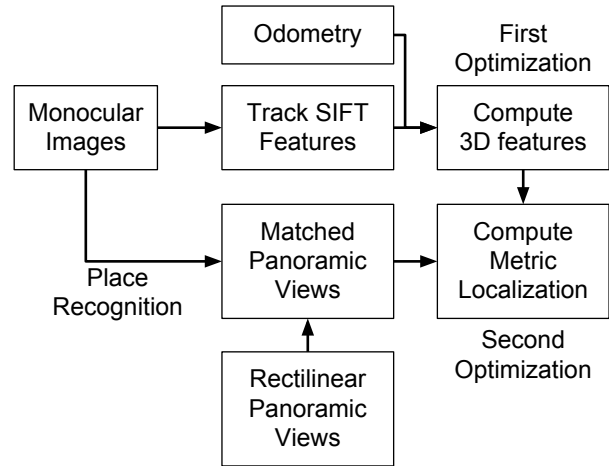 Odometry
First
Optimization
Monocular
Images
Track SIFT
Features
Compute
3D features
Place
Recognition
Matched
Panoramic
Views
Compute
Metric
Localization
Second
Optimization
Rectilinear
Panoramic
Views